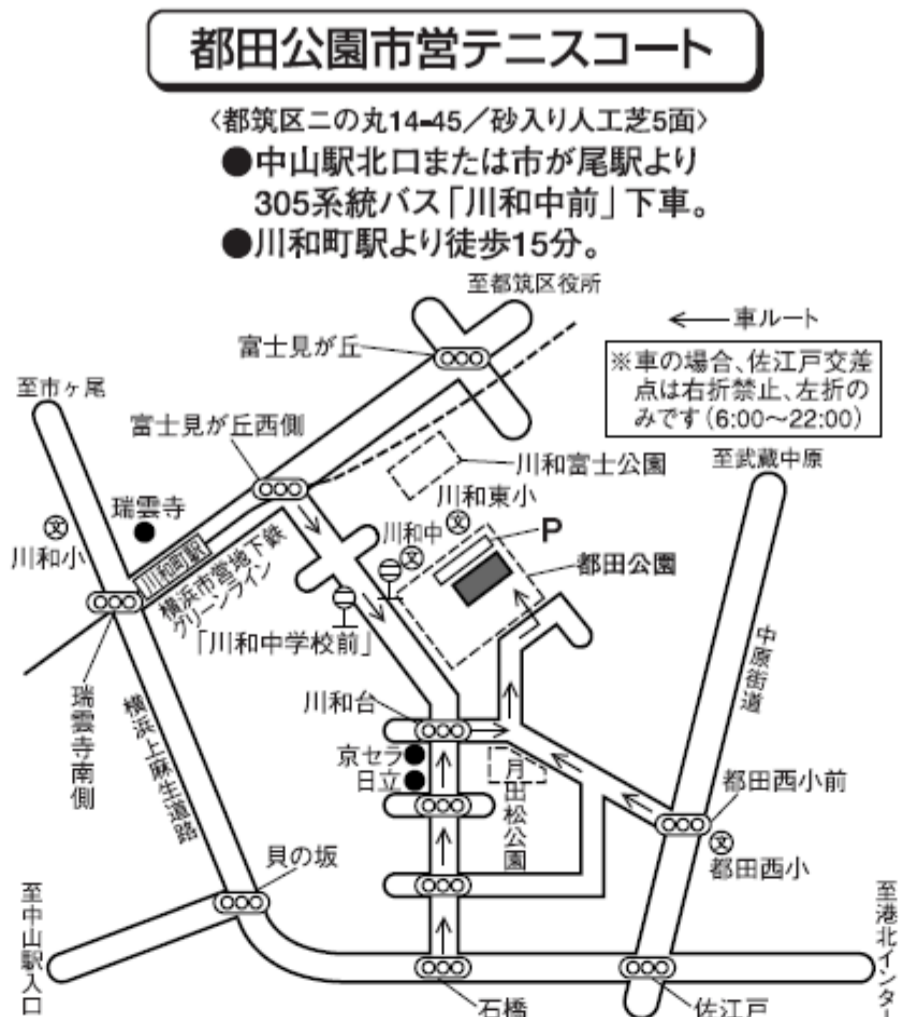 都田公園市営テニスコート
〈都筑区二の丸14-45／砂入り人工芝5面〉
●中山駅北口または市が尾駅より
305系統バス「川和中前」下車。
●川和町駅より徒歩15分。
至都筑区役所
←車ルート
富士見が丘
※車の場合、佐江戸交差
点は右折禁止、左折の
みです（6:00〜22:00）
至市ヶ尾
富士見が丘西側
川和富士公園
至武蔵中原
川和東小
文
瑞雲寺
文
川和小
川和中
文
P
都田公園
川和町駅
横浜市営地下鉄
グリーンライン
「川和中学校前」
中原街道
瑞雲寺南側
横浜上麻生道路
川和台
京セラ
日立
月出松公園
都田西小前
文
都田西小
貝の坂
至中山駅入口
至港北インター
石橋
佐江戸